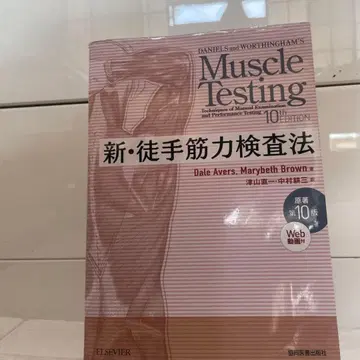 DANIELS and WORTHINGHAM'S
Muscle
Testing
Techniques of Manual Examination
and Performance Testing
10th EDITION
新・徒手筋力検査法
Dale Avers, Marybeth Brown 著
津山直一・中村耕三 訳
原著
第10版
Web
動画付
ELSEVIER
協同医書出版社